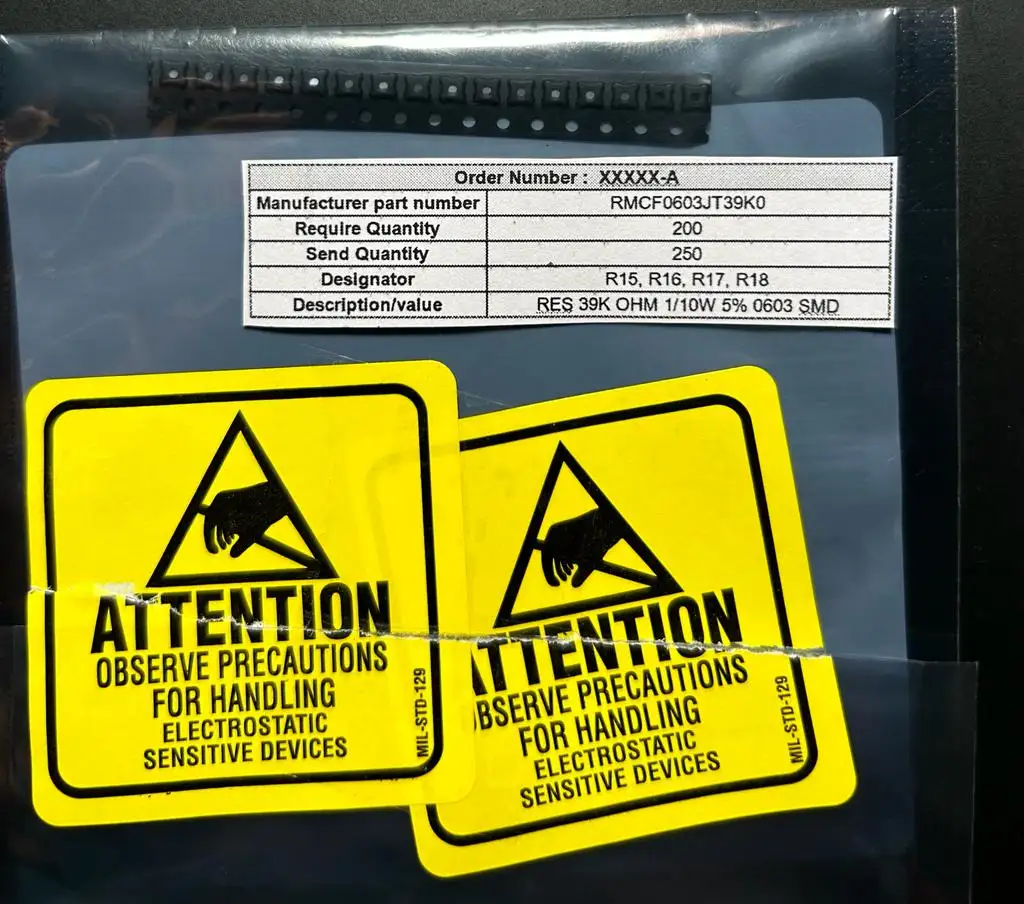 Order Number : XXXXX-A
Manufacturer part number RMCF0603JT39K0
Require Quantity 200
Send Quantity 250
Designator R15, R16, R17, R18
Description/value RES 39K OHM 1/10W 5% 0603 SMD
ATTENTION
OBSERVE PRECAUTIONS
FOR HANDLING
ELECTROSTATIC
SENSITIVE DEVICES
MIL-STD-129
ATTENTION
OBSERVE PRECAUTIONS
FOR HANDLING
ELECTROSTATIC
SENSITIVE DEVICES
MIL-STD-129